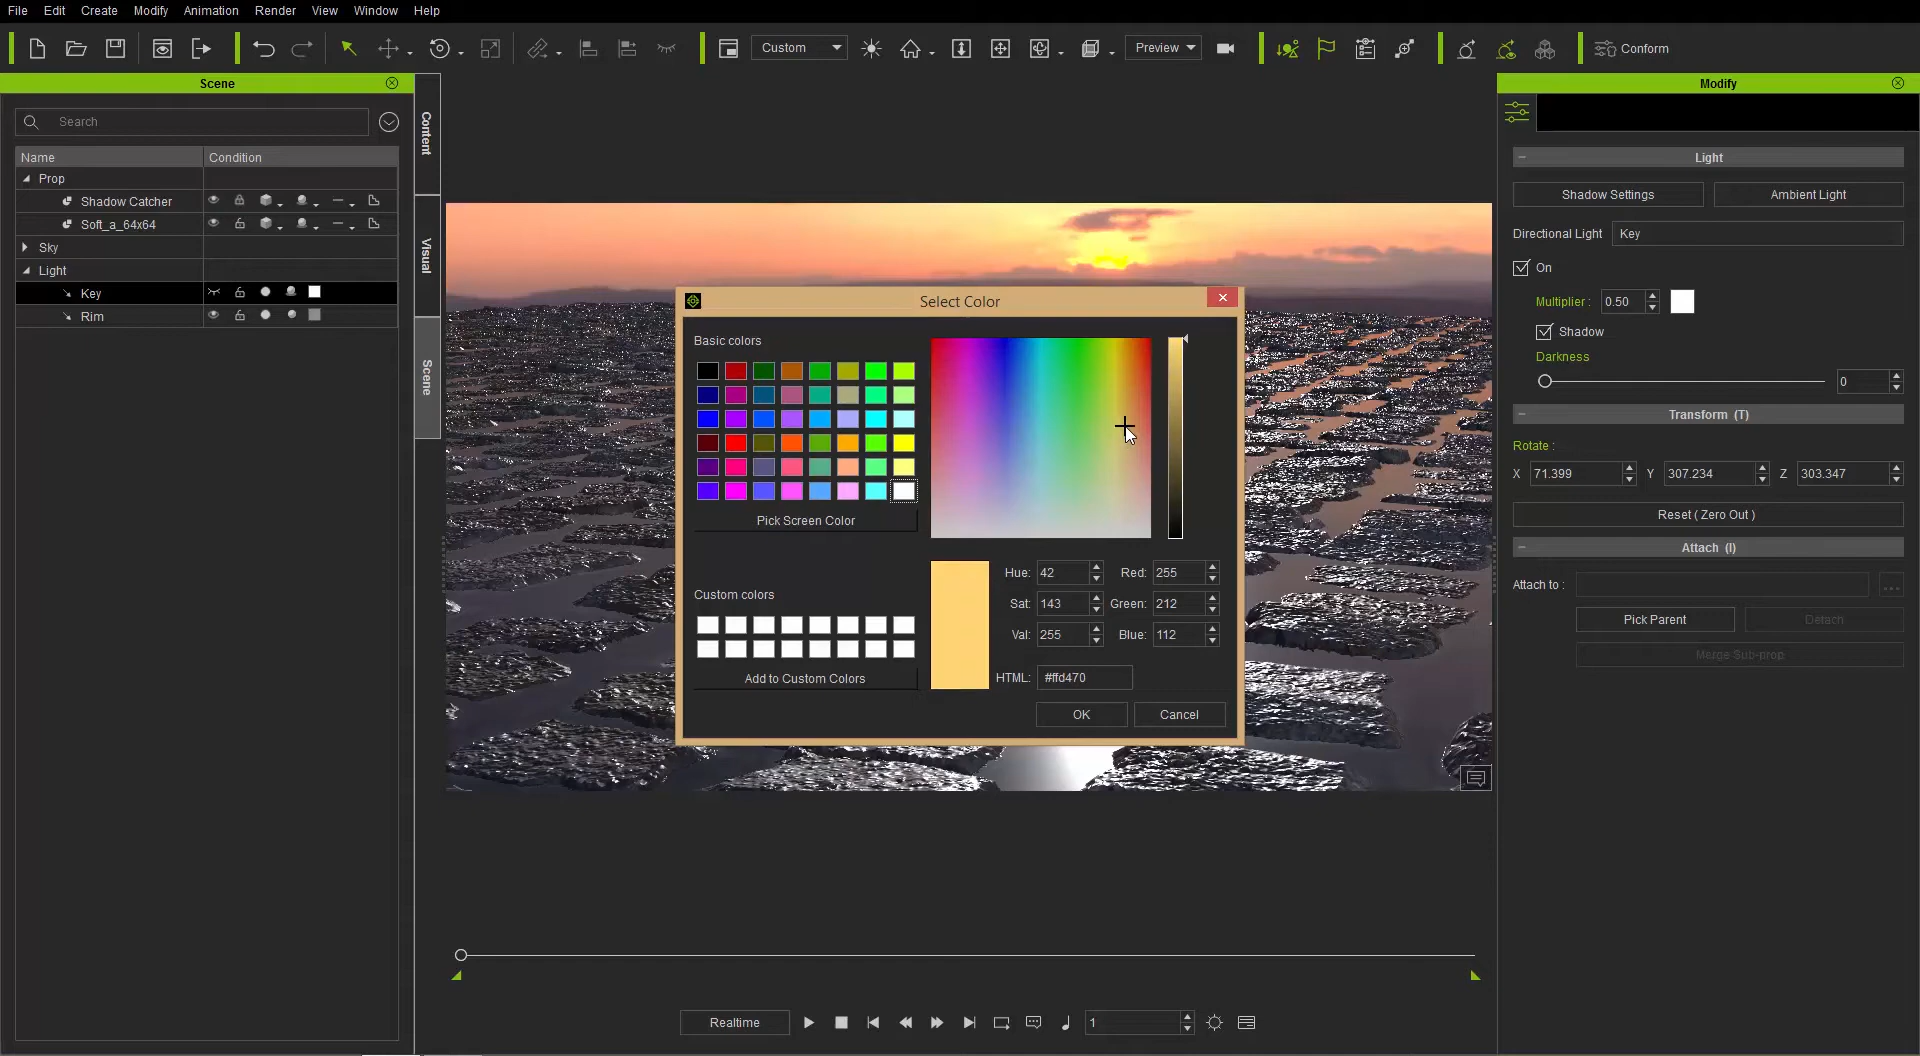 File Edit Create Modify Animation Render View Window Help
Custom Preview Conform
Scene
Search
Name Condition
Prop
Shadow Catcher
Soft_a_64x64
Sky
Light
Key
Rim
Content
Visual
Scene
Select Color
Basic colors
Pick Screen Color
Custom colors
Add to Custom Colors
Hue: 42 Red: 255
Sat: 143 Green: 212
Val: 255 Blue: 112
HTML: #ffd470
OK Cancel
Realtime 1
Modify
Light
Shadow Settings Ambient Light
Directional Light Key
On
Multiplier : 0.50
Shadow
Darkness
0
Transform (T)
Rotate :
X 71.399 Y 307.234 Z 303.347
Reset ( Zero Out )
Attach (I)
Attach to : ...
Pick Parent Detach
Merge Sub-prop